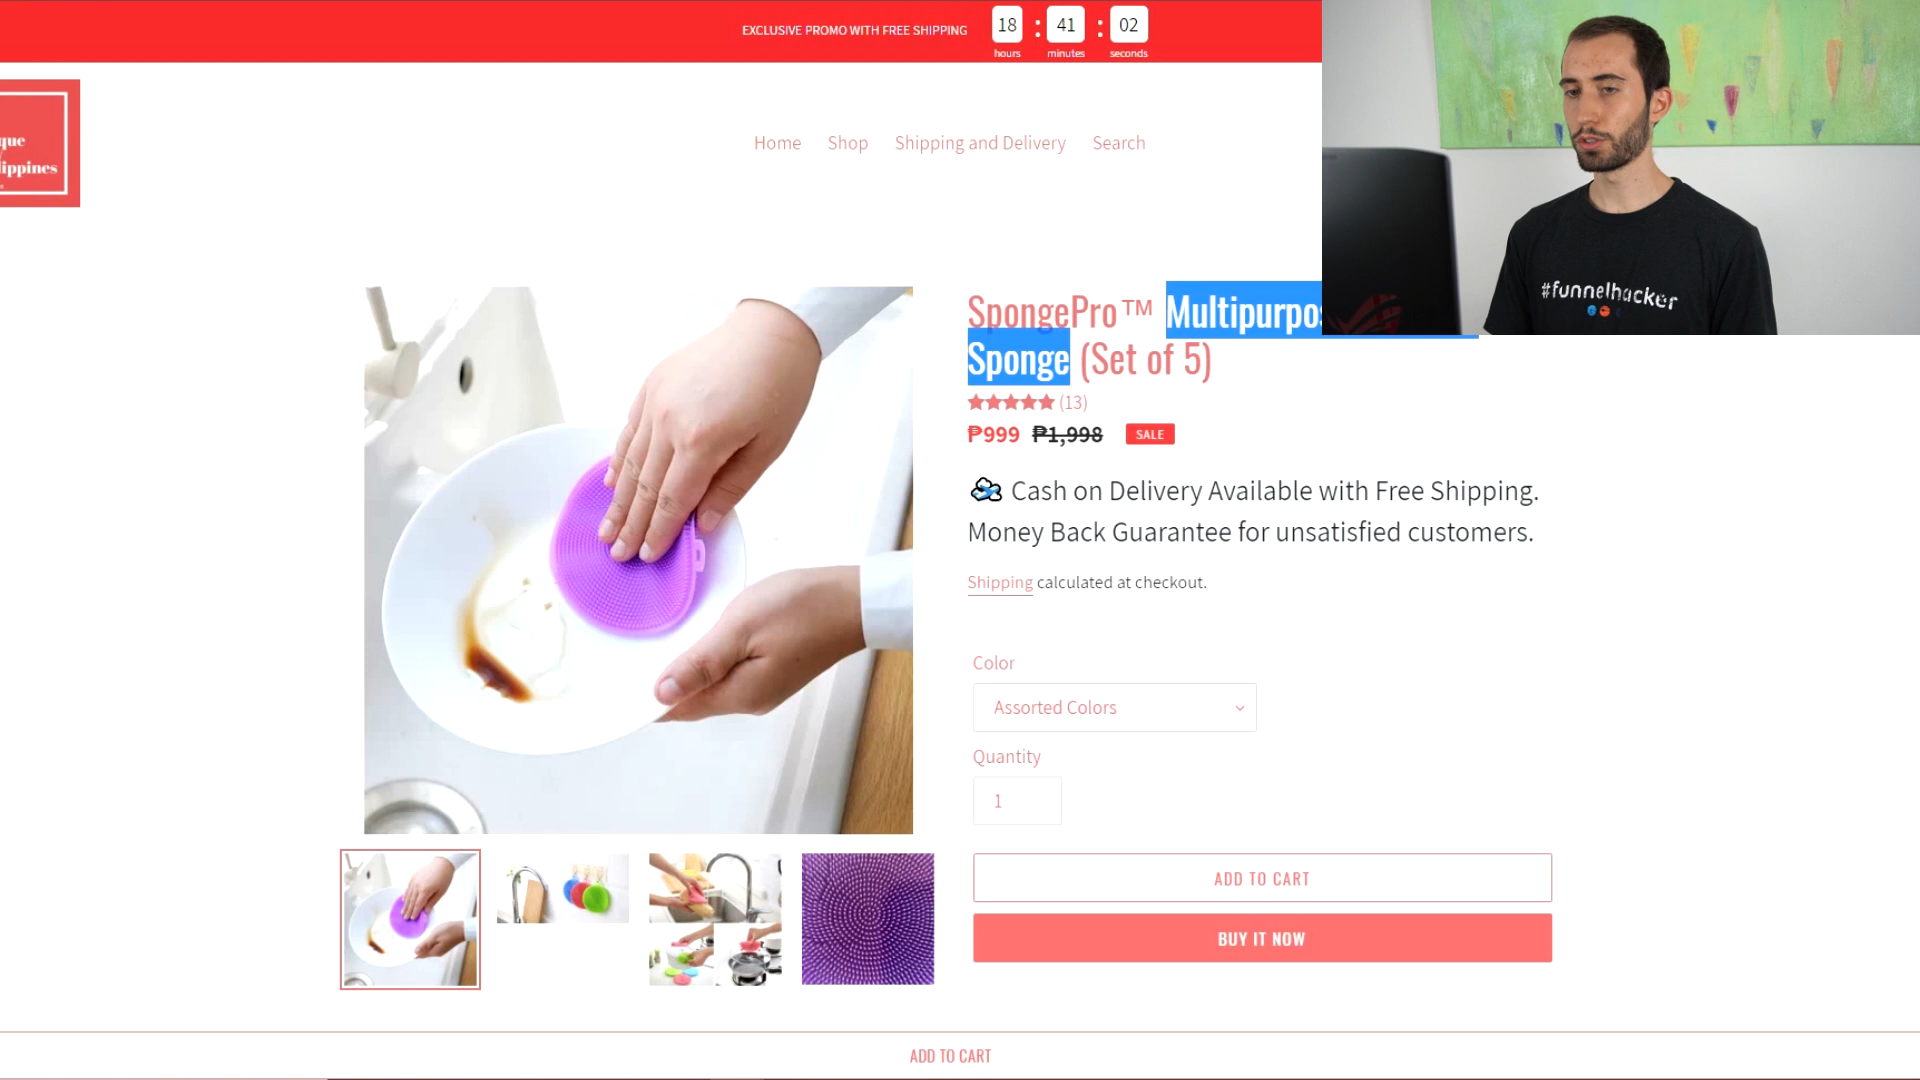 EXCLUSIVE PROMO WITH FREE SHIPPING
18 : 41 : 02
hours minutes seconds
que
lippines
Home Shop Shipping and Delivery Search
#funnelhacker
SpongePro™
Sponge (Set of 5)
(13)
₱999 ₱1,998 SALE
Cash on Delivery Available with Free Shipping.
Money Back Guarantee for unsatisfied customers.
Shipping calculated at checkout.
Color
Assorted Colors
Quantity
1
ADD TO CART
BUY IT NOW
ADD TO CART